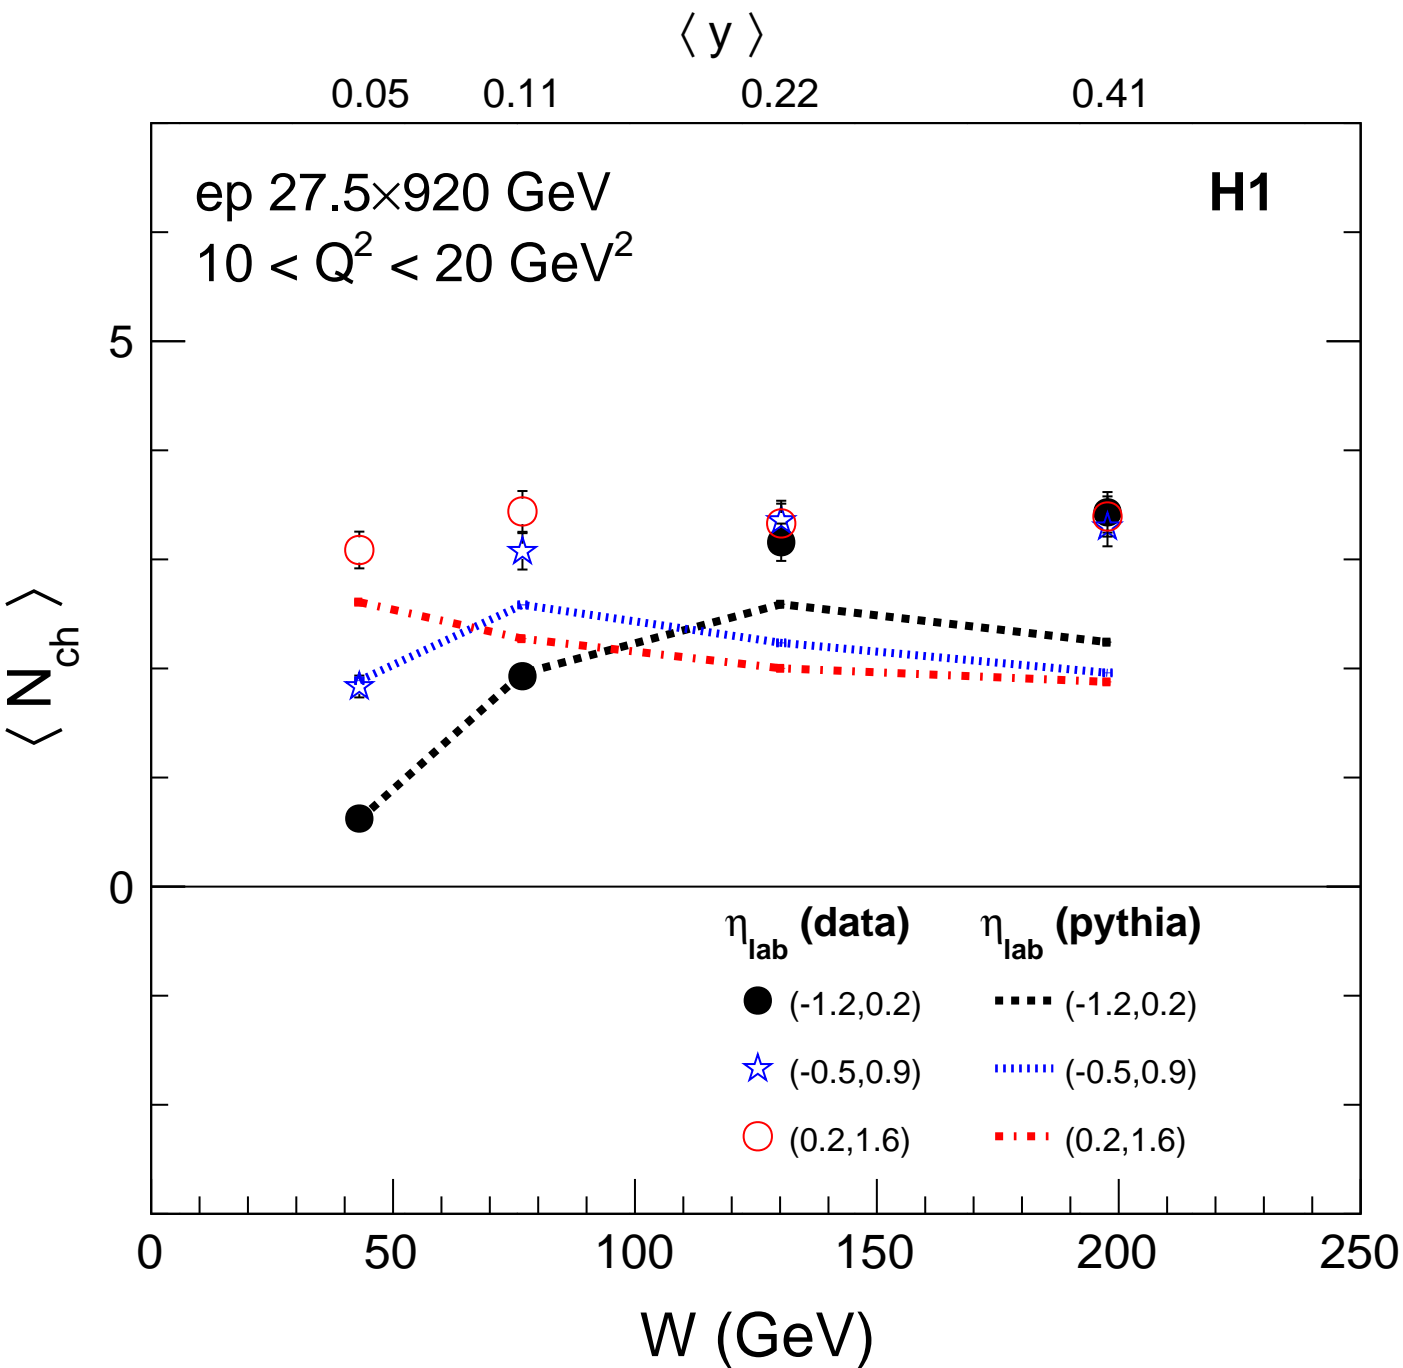 ⟨ y ⟩
0.05 0.11 0.22 0.41
ep 27.5×920 GeV
H1
10 < Q² < 20 GeV²
5
⟨ N_ch ⟩
0
η_lab (data) η_lab (pythia)
(-1.2,0.2) (-1.2,0.2)
(-0.5,0.9) (-0.5,0.9)
(0.2,1.6) (0.2,1.6)
0 50 100 150 200 250
W (GeV)